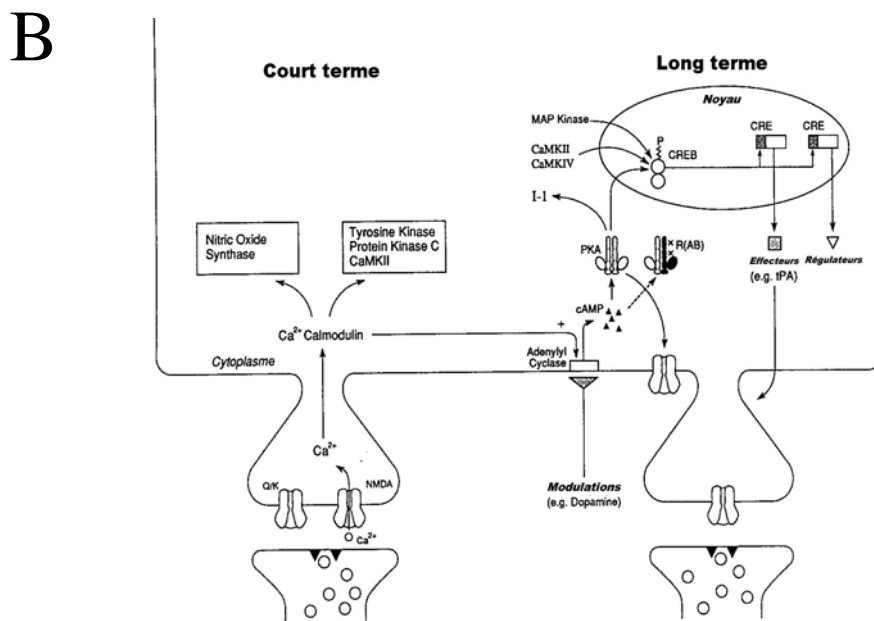 B
Court terme
Long terme
Noyau
MAP Kinase
P
CRE
CRE
CaMKII
CaMKIV
CREB
I-1
Nitric Oxide
Synthase
Tyrosine Kinase
Protein Kinase C
CaMKII
PKA
R(AB)
Effecteurs
(e.g. tPA)
Régulateurs
cAMP
Ca2+ Calmodulin
+
Adenylyl
Cyclase
Cytoplasme
Ca2+
Q/K
NMDA
Ca2+
Modulations
(e.g. Dopamine)